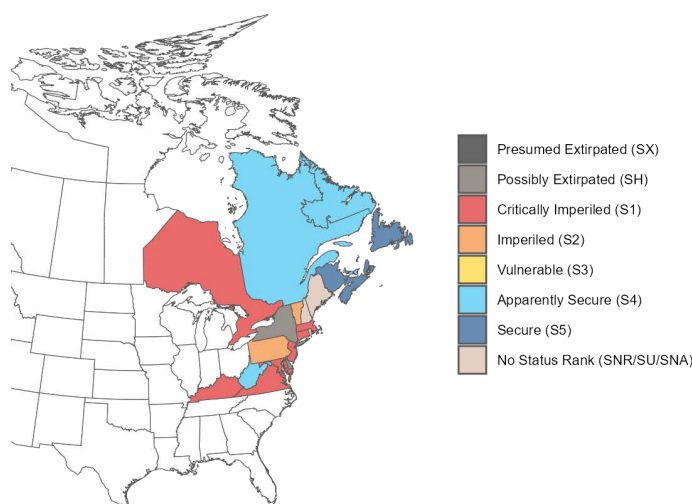 Presumed Extirpated (SX)
Possibly Extirpated (SH)
Critically Imperiled (S1)
Imperiled (S2)
Vulnerable (S3)
Apparently Secure (S4)
Secure (S5)
No Status Rank (SNR/SU/SNA)